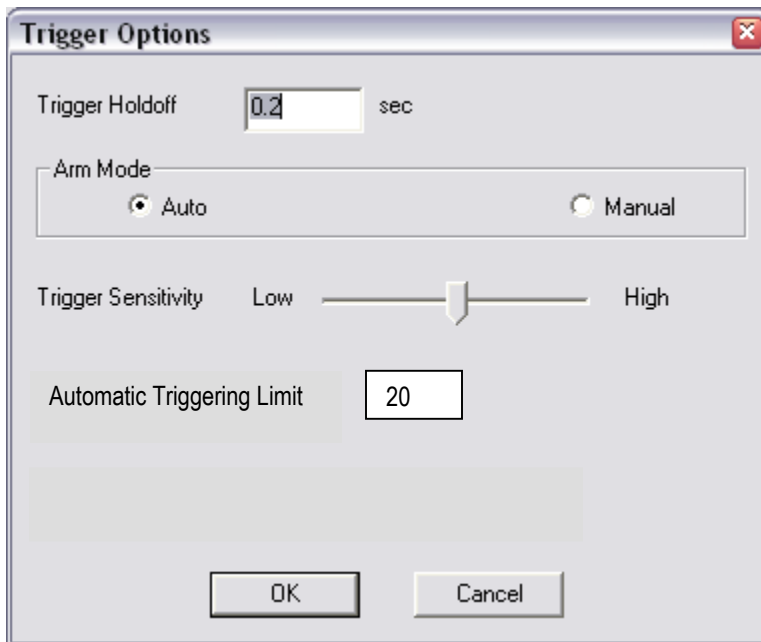 Trigger Options
Trigger Holdoff 0.2 sec
Arm Mode
Auto Manual
Trigger Sensitivity Low High
Automatic Triggering Limit 20
OK Cancel